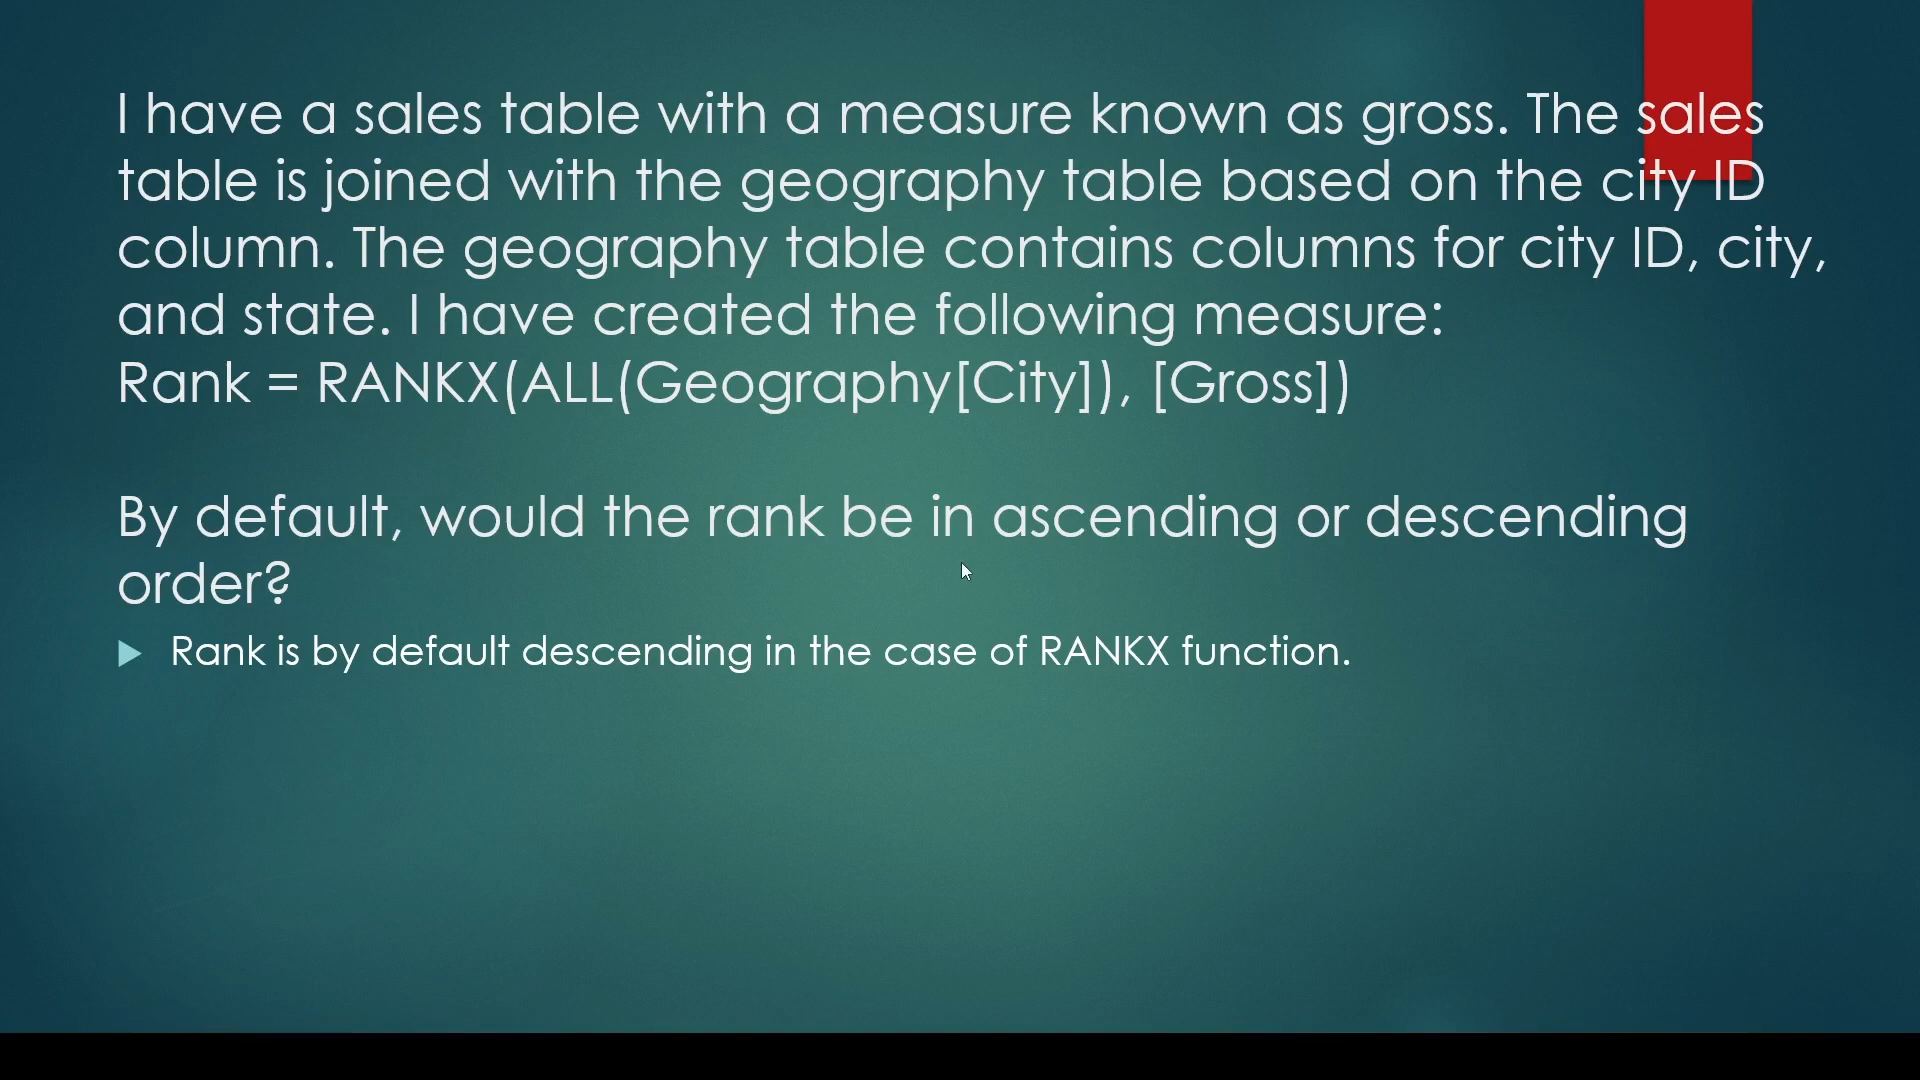 I have a sales table with a measure known as gross. The sales
table is joined with the geography table based on the city ID
column. The geography table contains columns for city ID, city,
and state. I have created the following measure:
Rank = RANKX(ALL(Geography[City]), [Gross])
By default, would the rank be in ascending or descending
order?
Rank is by default descending in the case of RANKX function.